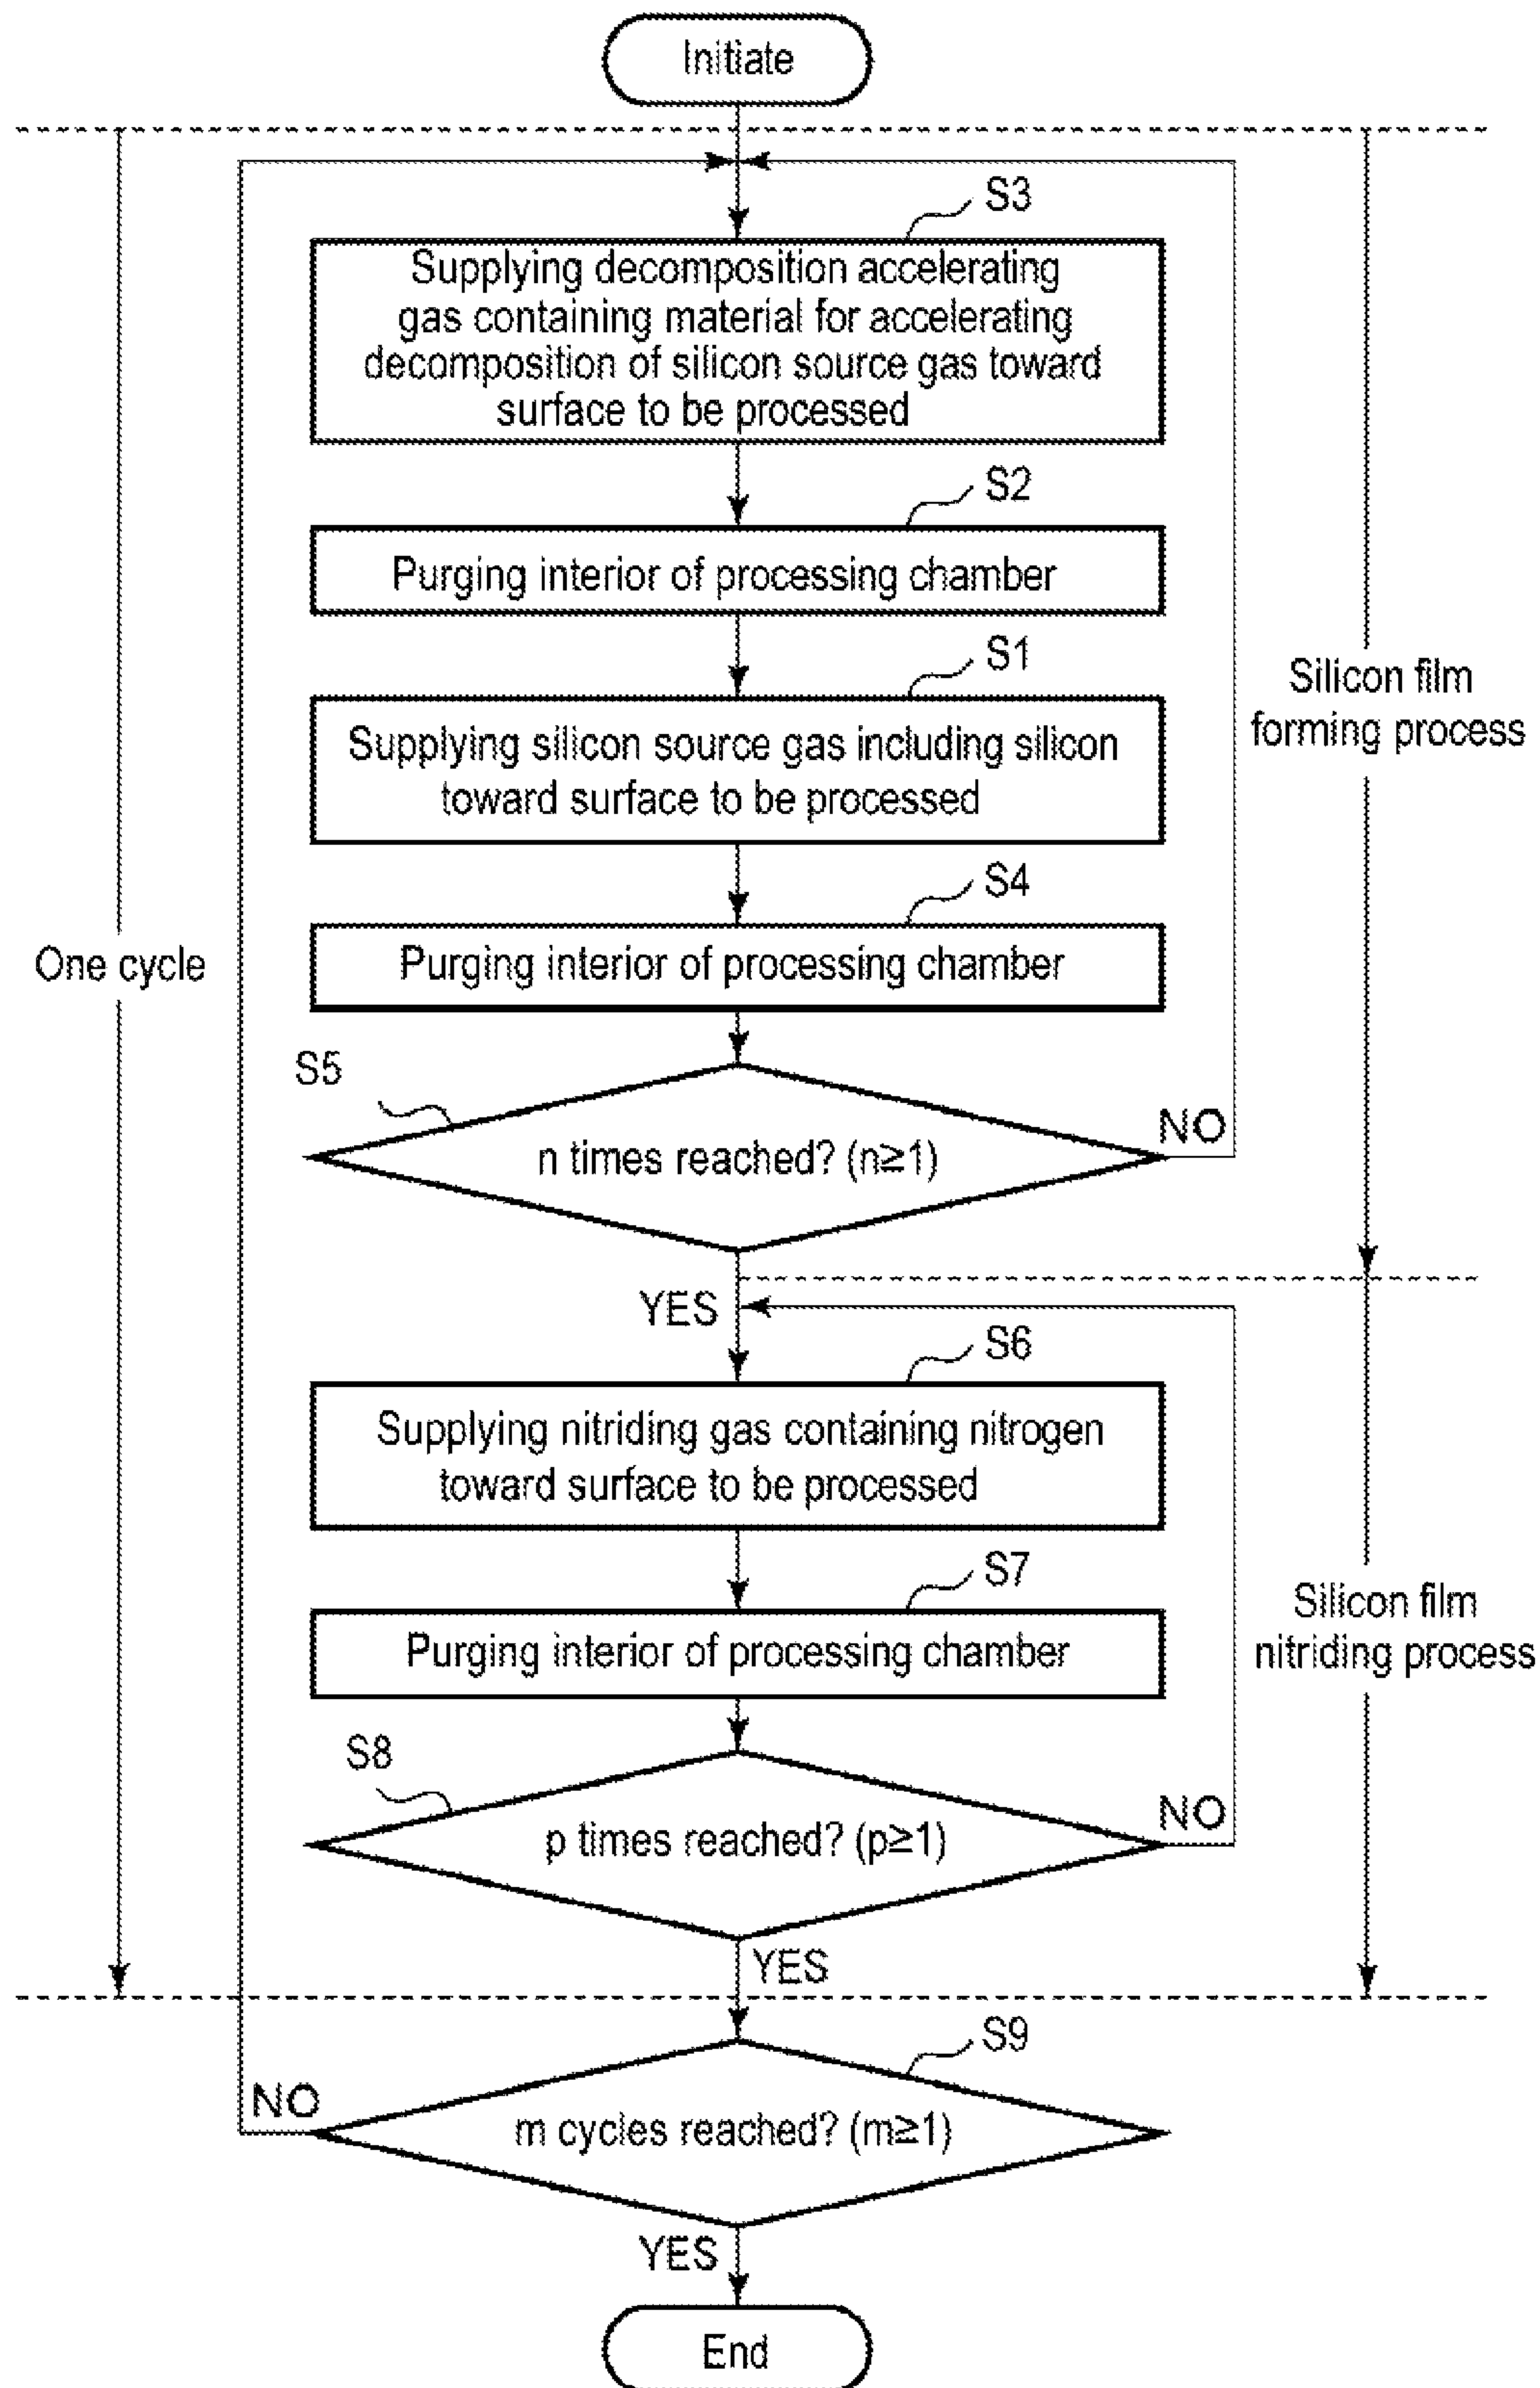 Initiate
S3
Supplying decomposition accelerating
gas containing material for accelerating
decomposition of silicon source gas toward
surface to be processed
S2
Purging interior of processing chamber
S1
Supplying silicon source gas including silicon
toward surface to be processed
Silicon film
forming process
S4
Purging interior of processing chamber
One cycle
S5
n times reached? (n≥1)
NO
YES
S6
Supplying nitriding gas containing nitrogen
toward surface to be processed
S7
Purging interior of processing chamber
Silicon film
nitriding process
S8
p times reached? (p≥1)
NO
YES
S9
m cycles reached? (m≥1)
NO
YES
End